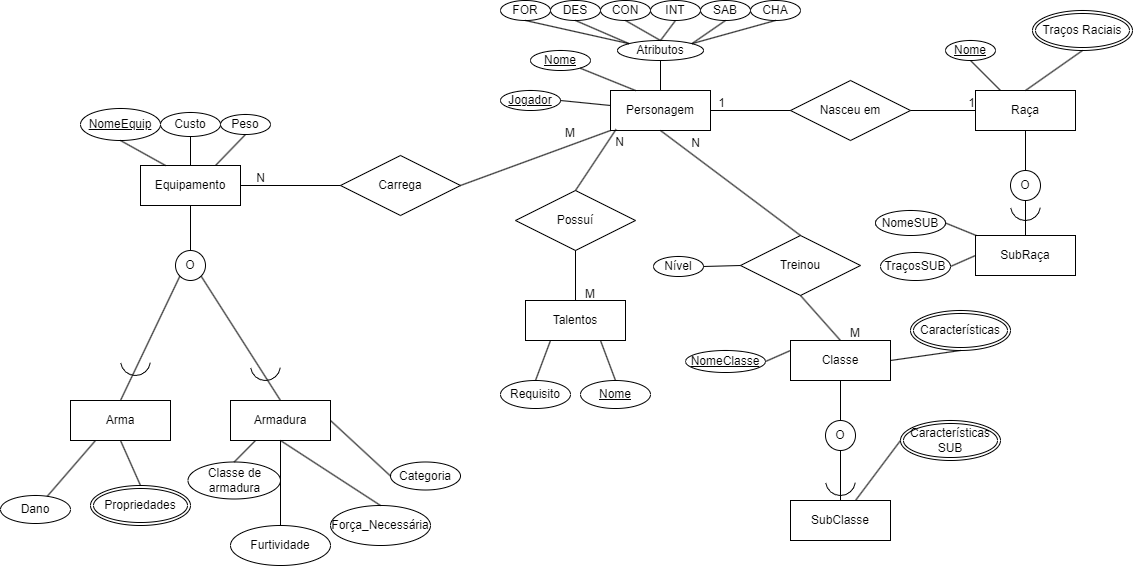 FOR DES CON INT SAB CHA
Atributos
Nome
Jogador
Personagem
1
Nasceu em
1
Raça
Nome
Traços Raciais
NomeEquip Custo Peso
Equipamento
N
Carrega
M
N
N
Possuí
M
Talentos
Requisito
Nome
Treinou
Nível
M
Classe
NomeClasse
Características
O
Características
SUB
SubClasse
O
NomeSUB
TraçosSUB
SubRaça
O
Arma
Dano
Propriedades
Armadura
Classe de
armadura
Furtividade
Força_Necessária
Categoria